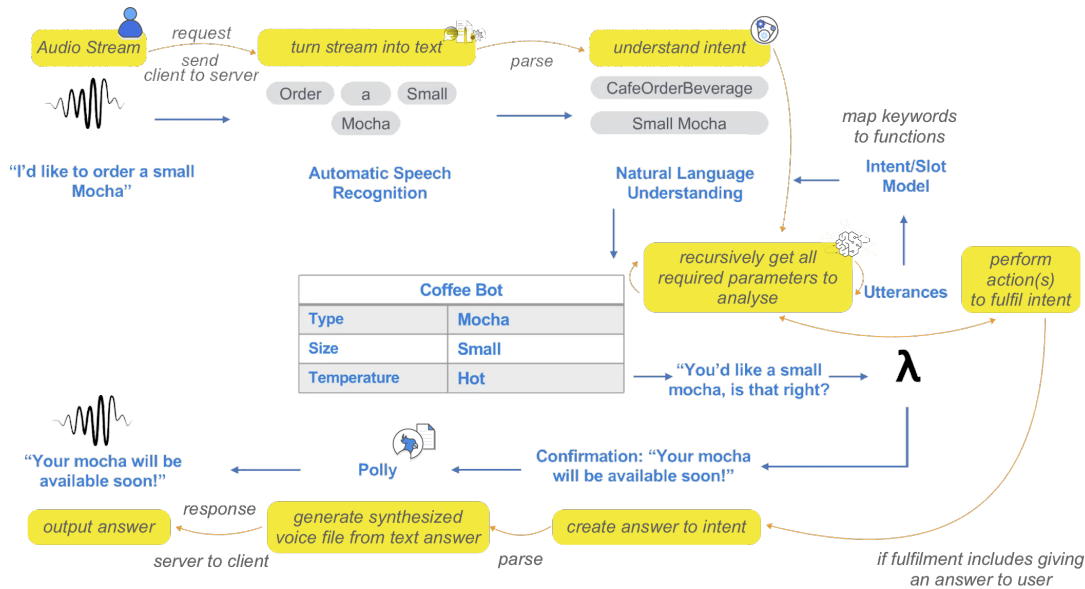 Audio Stream
request
send
client to server
turn stream into text
parse
understand intent
Order
a
Small
Mocha
CafeOrderBeverage
Small Mocha
map keywords
to functions
“I’d like to order a small
Mocha”
Automatic Speech
Recognition
Natural Language
Understanding
Intent/Slot
Model
recursively get all
required parameters to
analyse
Utterances
perform
action(s)
to fulfil intent
Coffee Bot
Type
Mocha
Size
Small
Temperature
Hot
“You’d like a small
mocha, is that right?
λ
“Your mocha will be
available soon!”
Polly
Confirmation: “Your mocha
will be available soon!”
output answer
response
server to client
generate synthesized
voice file from text answer
parse
create answer to intent
if fulfilment includes giving
an answer to user